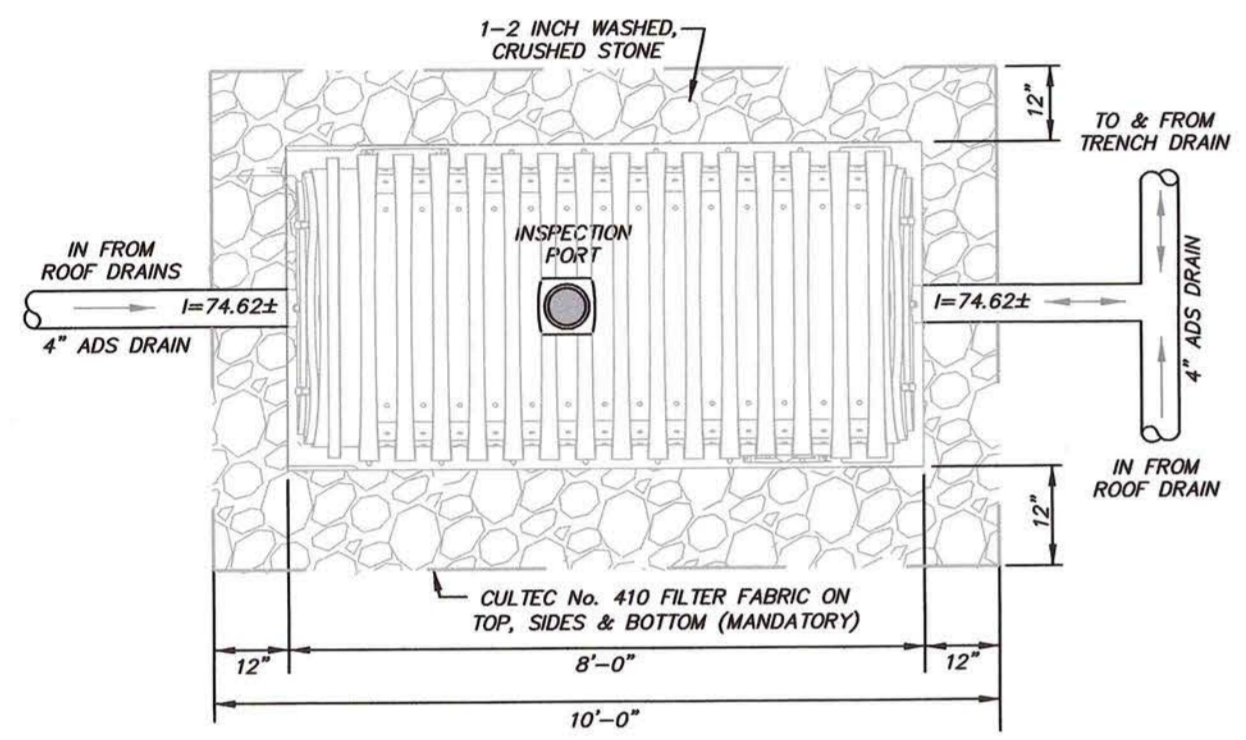 1-2 INCH WASHED,
CRUSHED STONE
12"
TO & FROM
TRENCH DRAIN
INSPECTION
PORT
IN FROM
ROOF DRAINS
I=74.62±
4" ADS DRAIN
I=74.62±
4" ADS DRAIN
IN FROM
ROOF DRAIN
12"
CULTEC No. 410 FILTER FABRIC ON
TOP, SIDES & BOTTOM (MANDATORY)
12"
8'-0"
12"
10'-0"